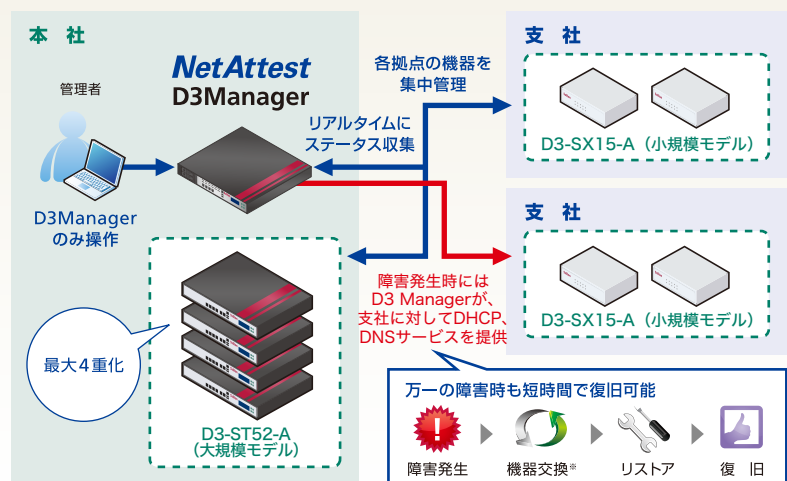 本 社
NetAttest
D3Manager
管理者
D3Manager
のみ操作
リアルタイムに
ステータス収集
各拠点の機器を
集中管理
最大4重化
D3-ST52-A
（大規模モデル）
支 社
D3-SX15-A（小規模モデル）
支 社
D3-SX15-A（小規模モデル）
障害発生時には
D3 Managerが、
支社に対してDHCP、
DNSサービスを提供
万一の障害時も短時間で復旧可能
障害発生
機器交換※
リストア
復 旧